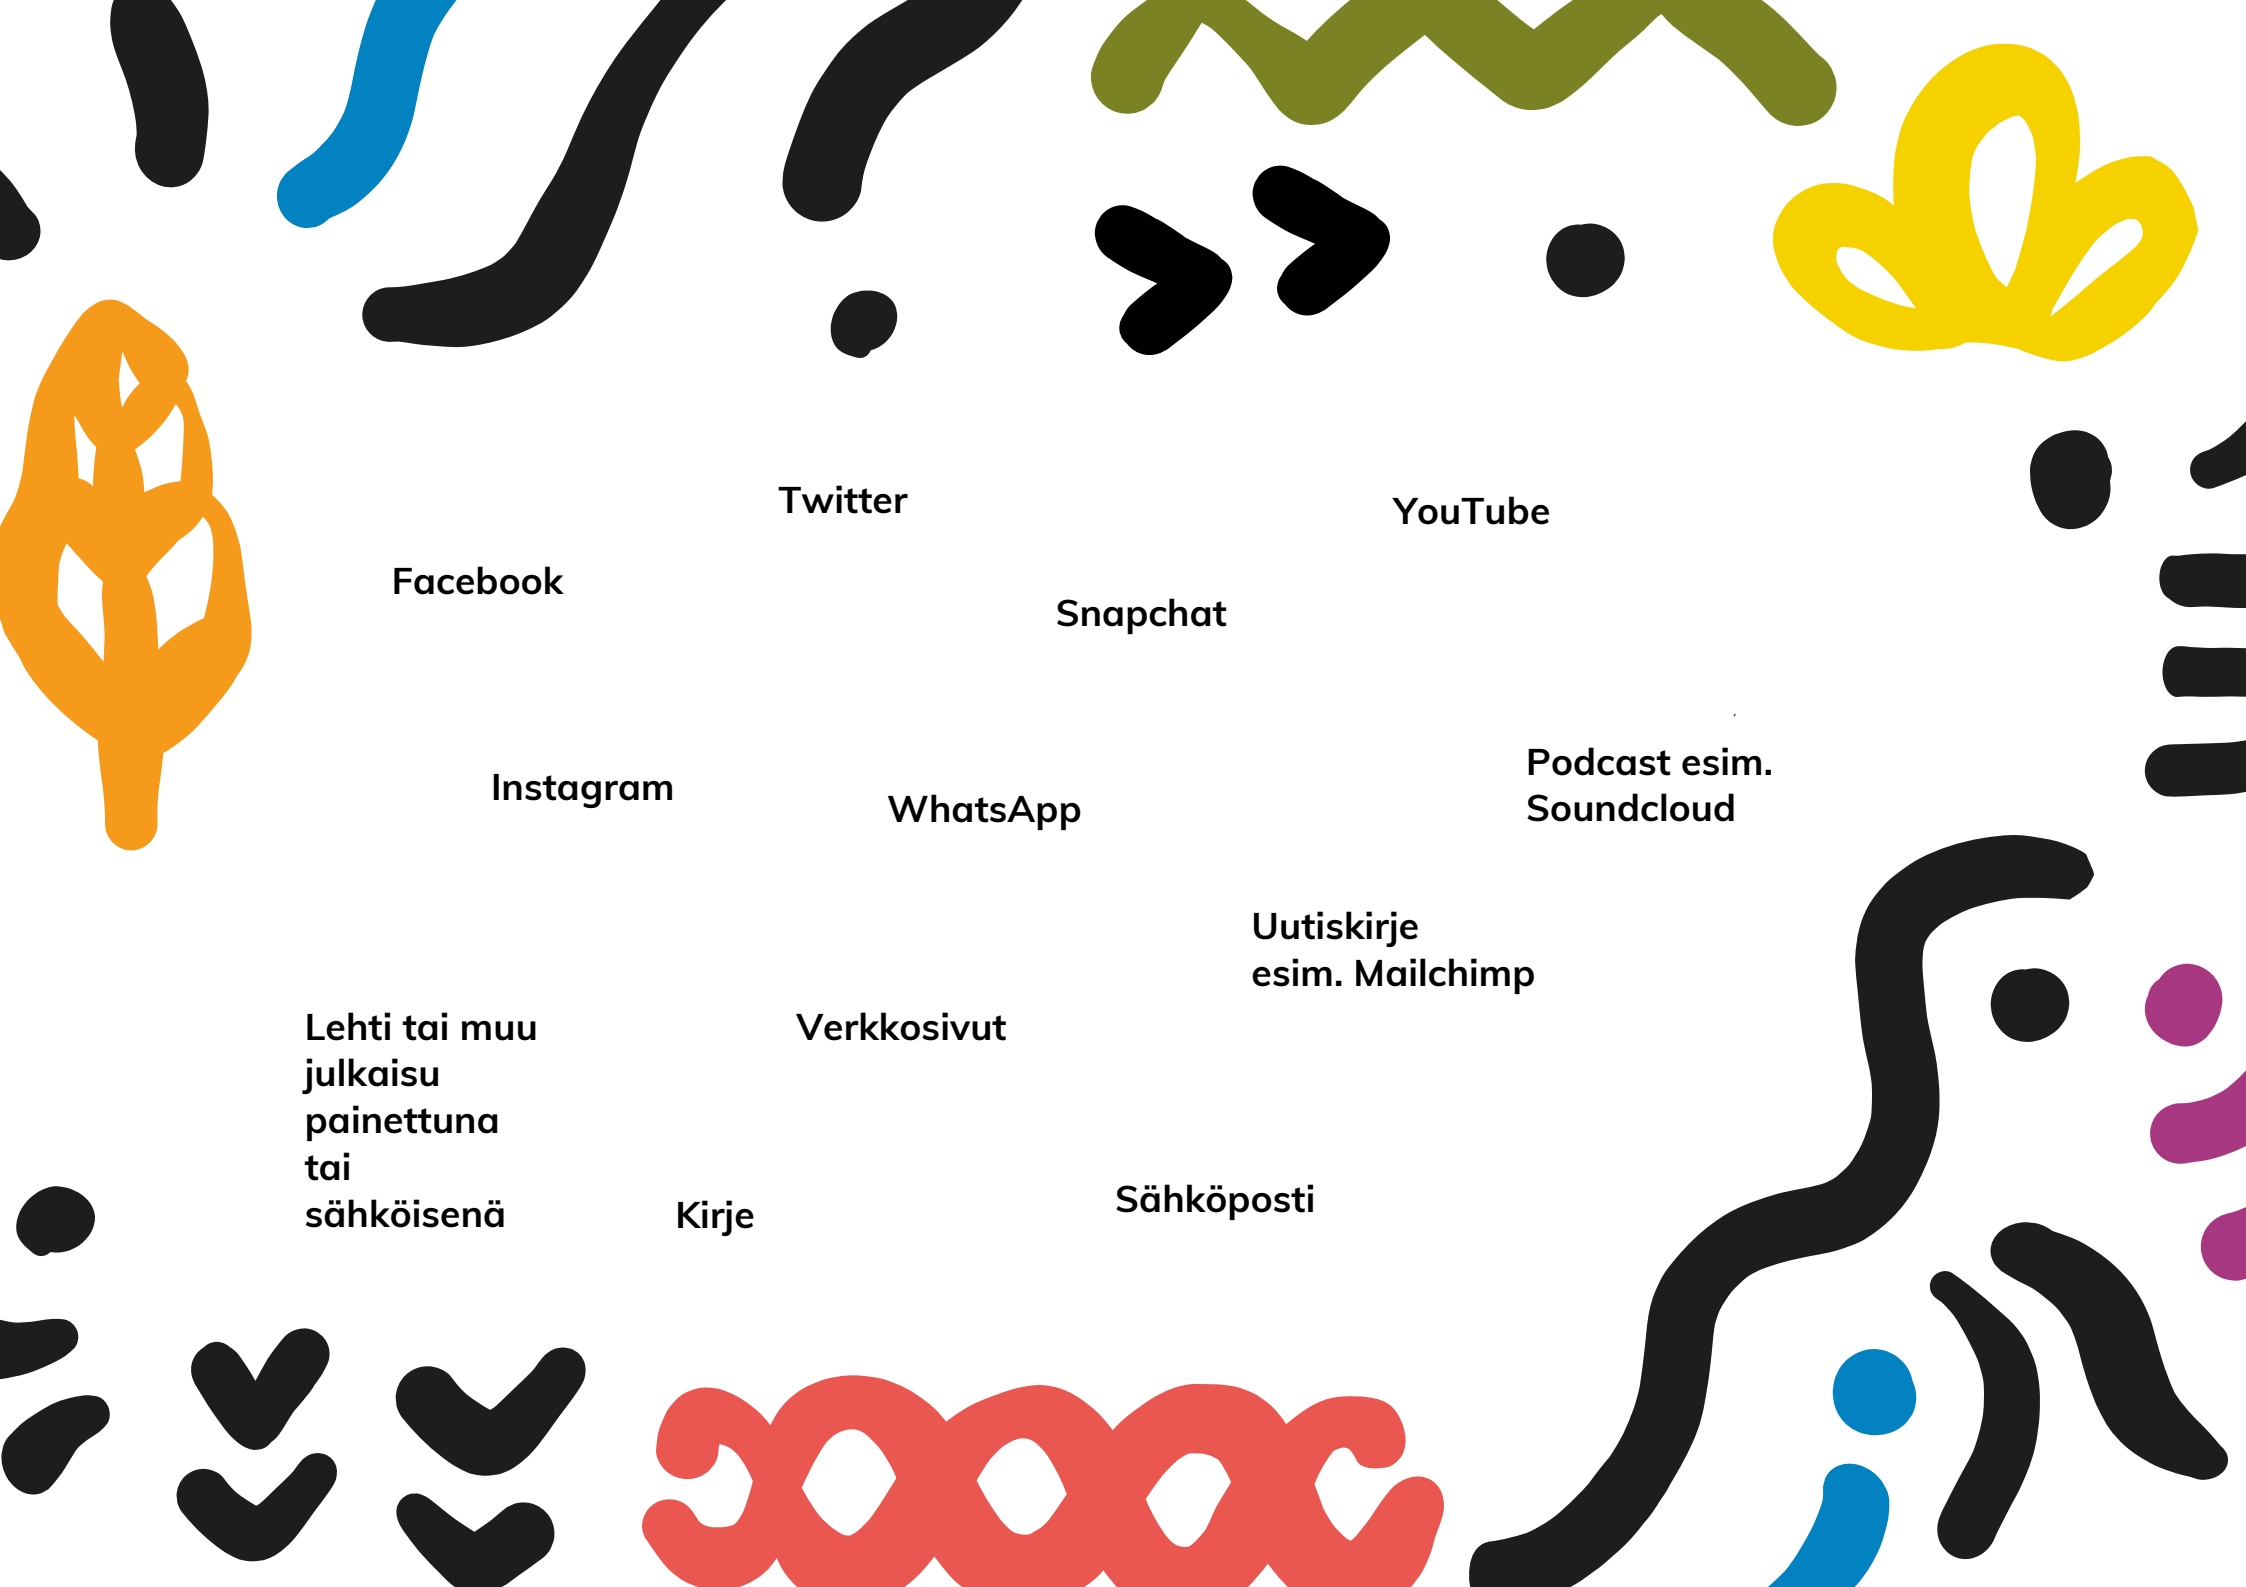 Twitter
YouTube
Facebook
Snapchat
Instagram
WhatsApp
Podcast esim.
Soundcloud
Uutiskirje
esim. Mailchimp
Lehti tai muu
julkaisu
painettuna
tai
sähköisenä
Verkkosivut
Kirje
Sähköposti